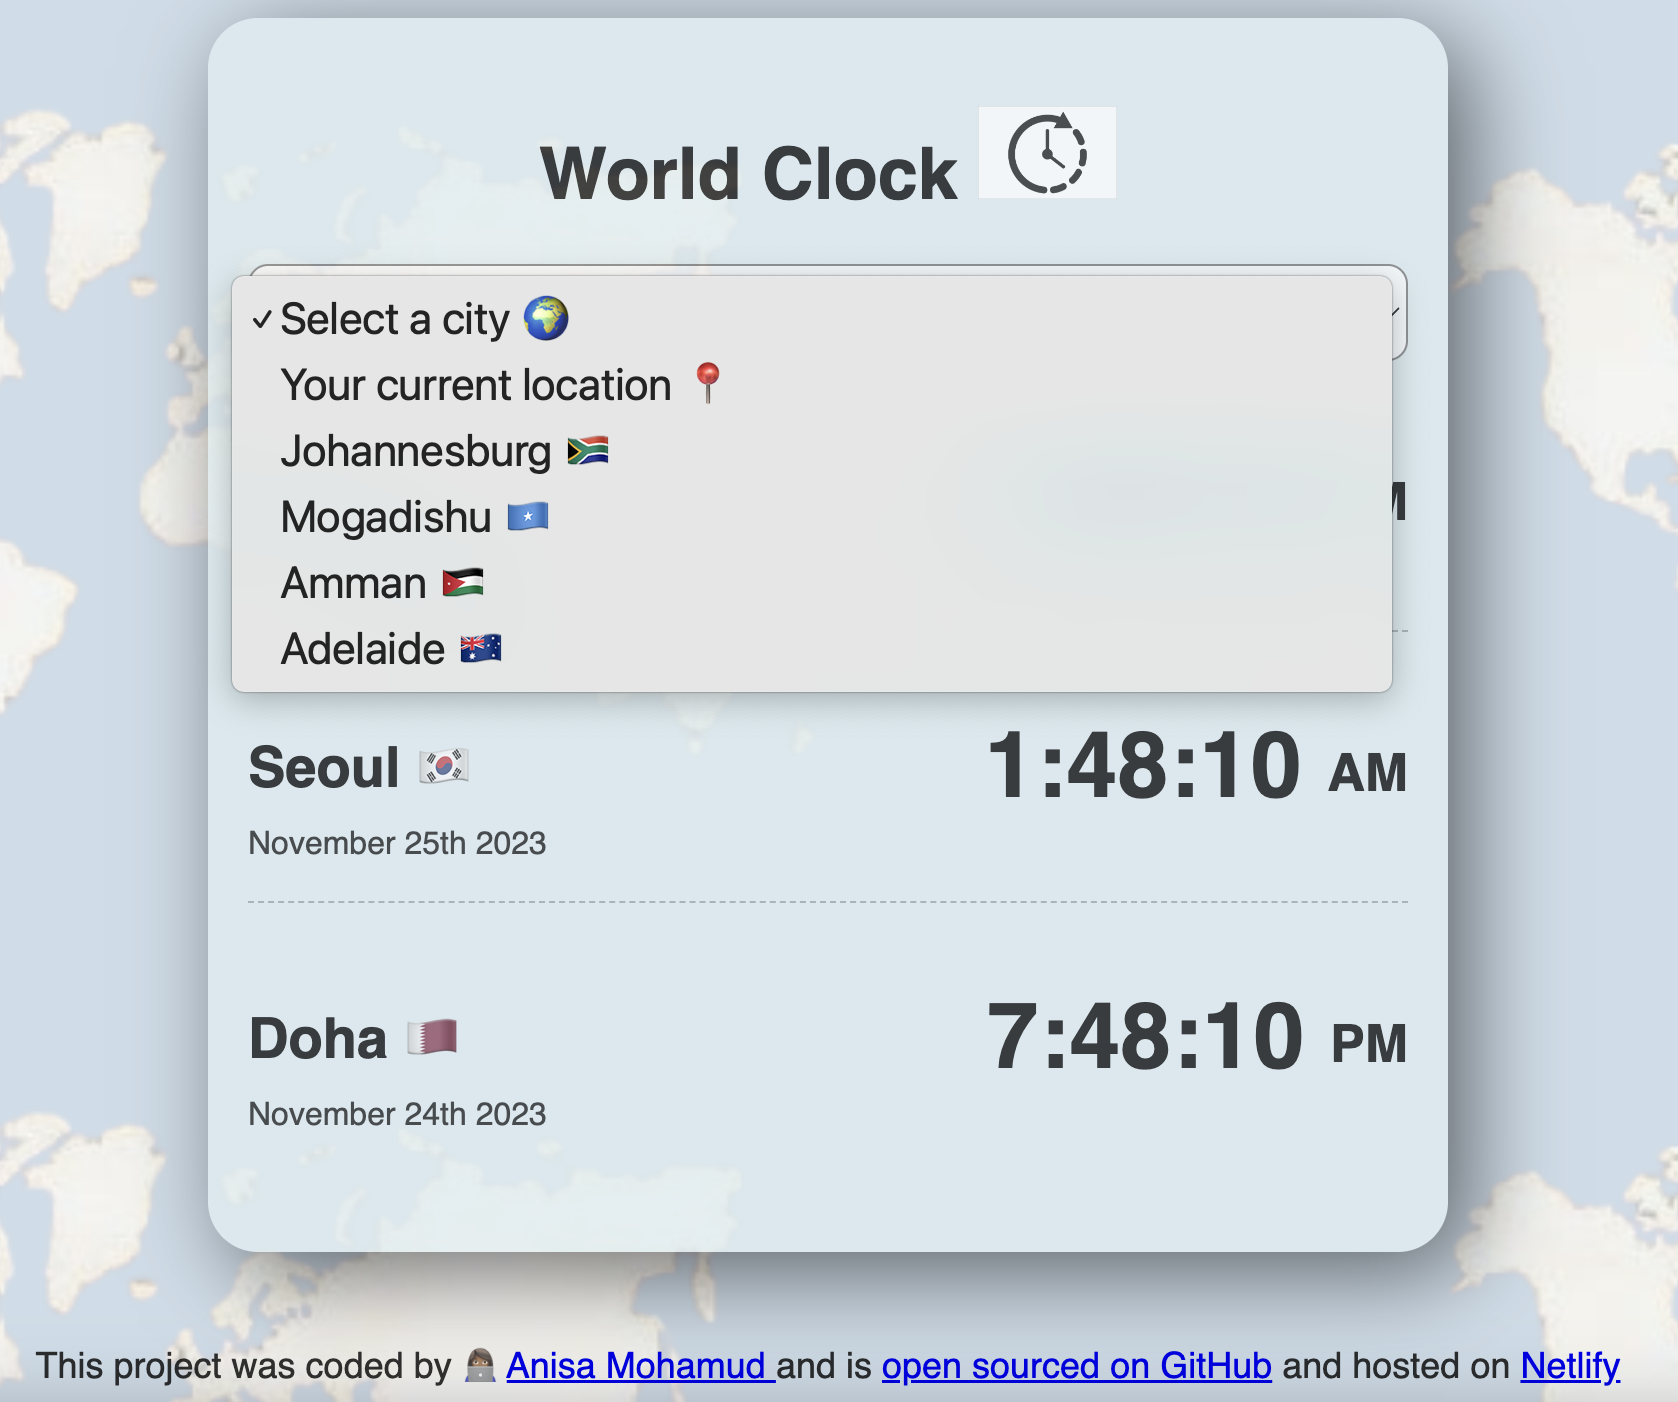 World Clock
✓ Select a city 🌍
Your current location 📍
Johannesburg 🇿🇦
Mogadishu 🇸🇴
Amman 🇯🇴
Adelaide 🇦🇺
Seoul 🇰🇷 1:48:10 AM
November 25th 2023
Doha 🇶🇦 7:48:10 PM
November 24th 2023
This project was coded by 👩🏽‍💻 Anisa Mohamud and is open sourced on GitHub and hosted on Netlify